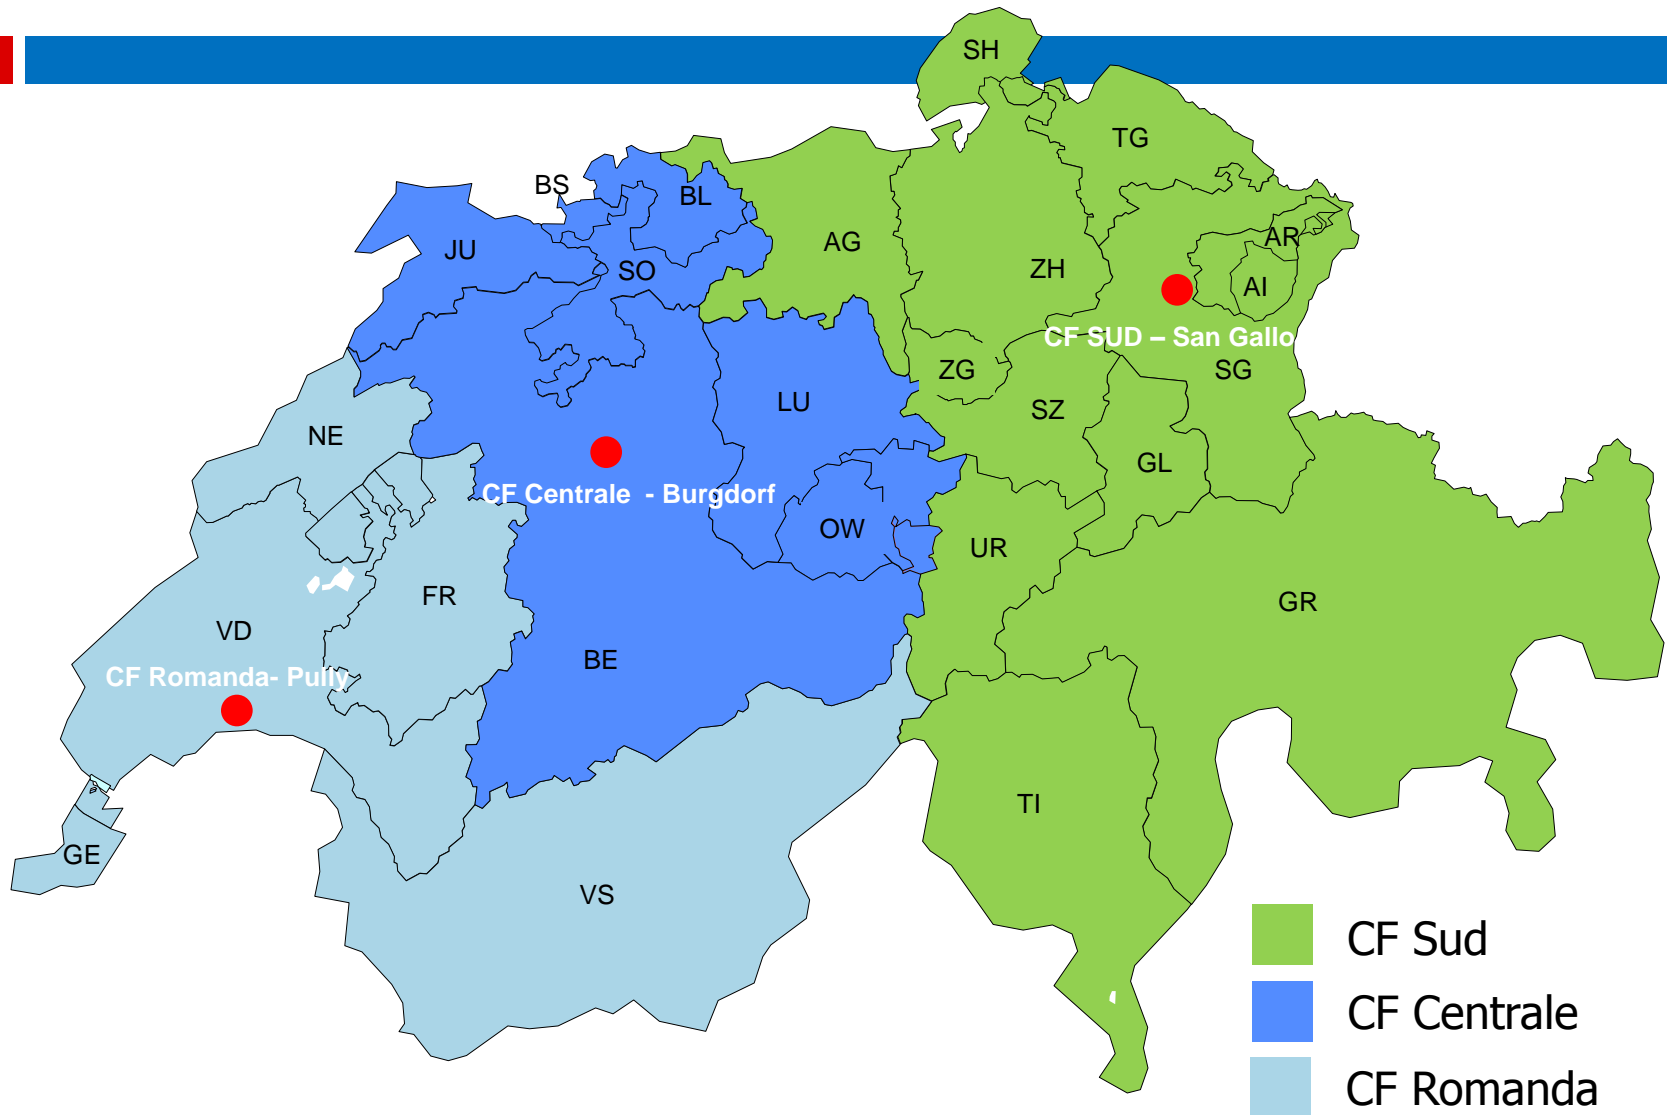 SH
TG
BS
BL
AR
JU
SO
AG
ZH
AI
CF SUD – San Gallo
ZG
SG
LU
SZ
NE
GL
CF Centrale - Burgdorf
OW
UR
FR
GR
VD
BE
CF Romanda- Pully
TI
GE
VS
CF Sud
CF Centrale
CF Romanda